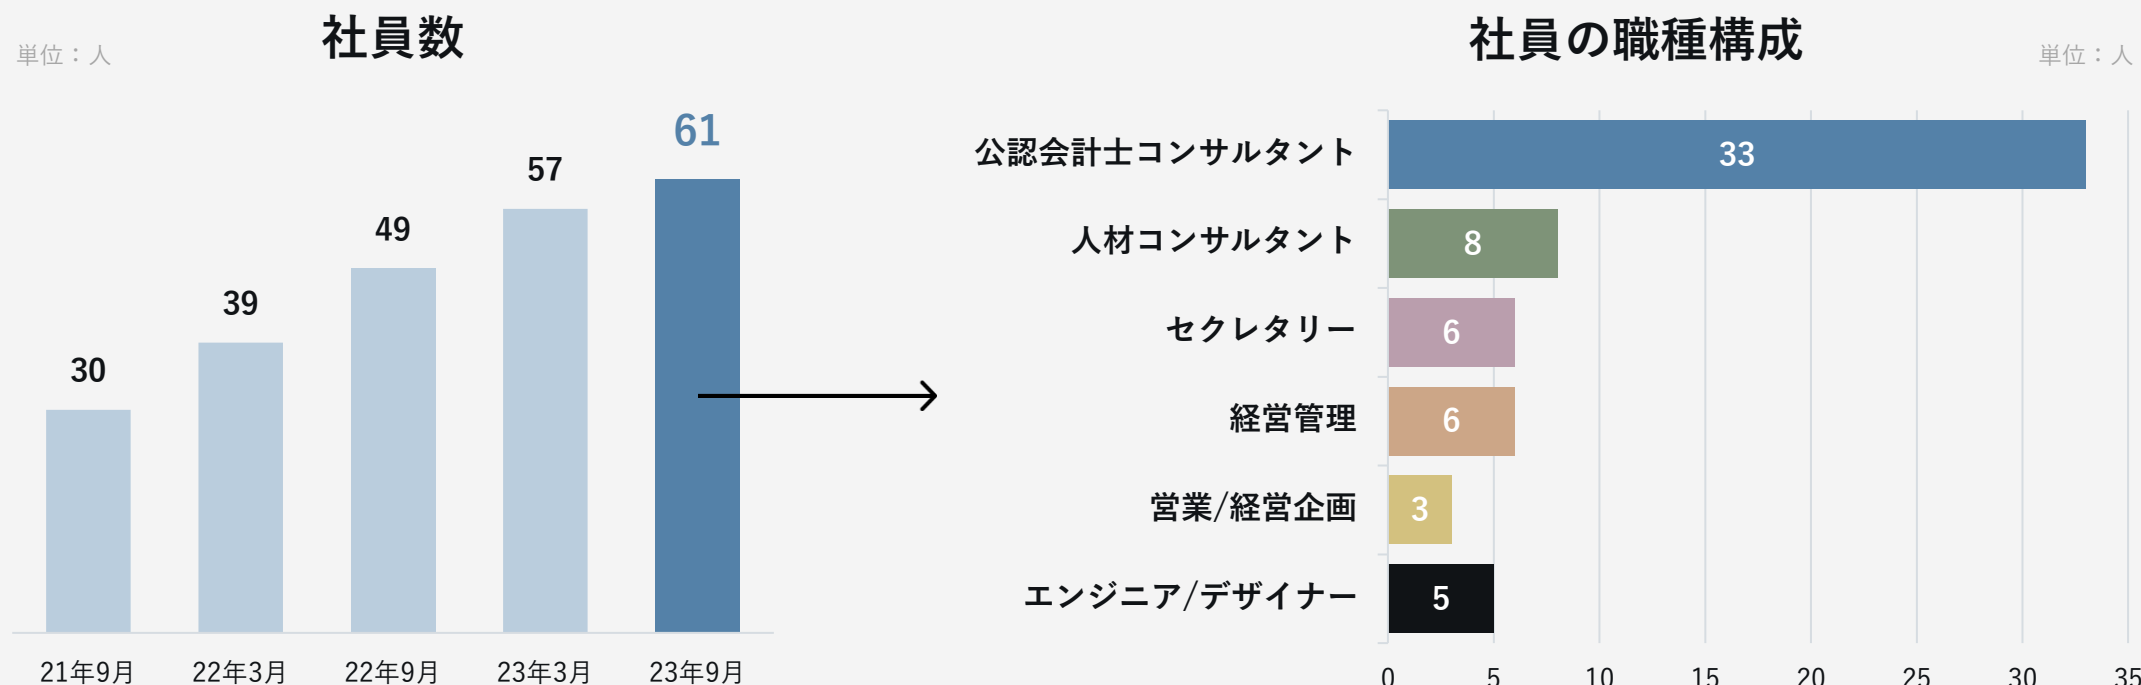 社員数
単位：人
30
39
49
57
61
21年9月
22年3月
22年9月
23年3月
23年9月
社員の職種構成
単位：人
公認会計士コンサルタント
33
人材コンサルタント
8
セクレタリー
6
経営管理
6
営業/経営企画
3
エンジニア/デザイナー
5
0 5 10 15 20 25 30 35